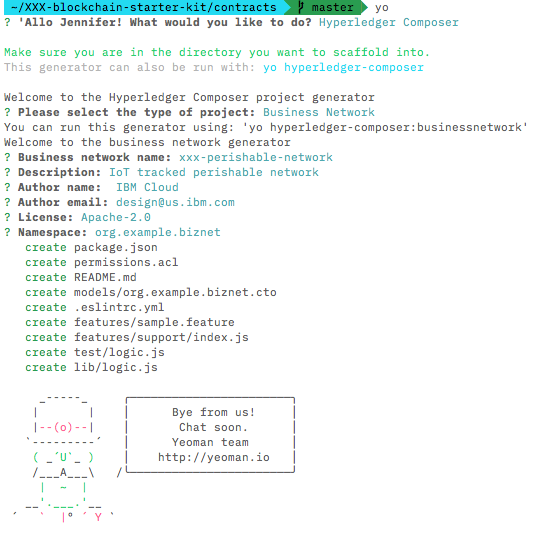 ~/XXX-blockchain-starter-kit/contracts master yo
? 'Allo Jennifer! What would you like to do? Hyperledger Composer
Make sure you are in the directory you want to scaffold into.
This generator can also be run with: yo hyperledger-composer
Welcome to the Hyperledger Composer project generator
? Please select the type of project: Business Network
You can run this generator using: 'yo hyperledger-composer:businessnetwork'
Welcome to the business network generator
? Business network name: xxx-perishable-network
? Description: IoT tracked perishable network
? Author name:  IBM Cloud
? Author email: design@us.ibm.com
? License: Apache-2.0
? Namespace: org.example.biznet
   create package.json
   create permissions.acl
   create README.md
   create models/org.example.biznet.cto
   create .eslintrc.yml
   create features/sample.feature
   create features/support/index.js
   create test/logic.js
   create lib/logic.js
     _-----_     ╭──────────────────────────╮
    |       |    │      Bye from us!        │
    |--(o)--|    │       Chat soon.         │
   `---------´   │      Yeoman team         │
    ( _´U`_ )    │    http://yeoman.io      │
    /___A___\   /╰──────────────────────────╯
     |  ~  |
   __'.___.'__
 ´   `  |° ´ Y `